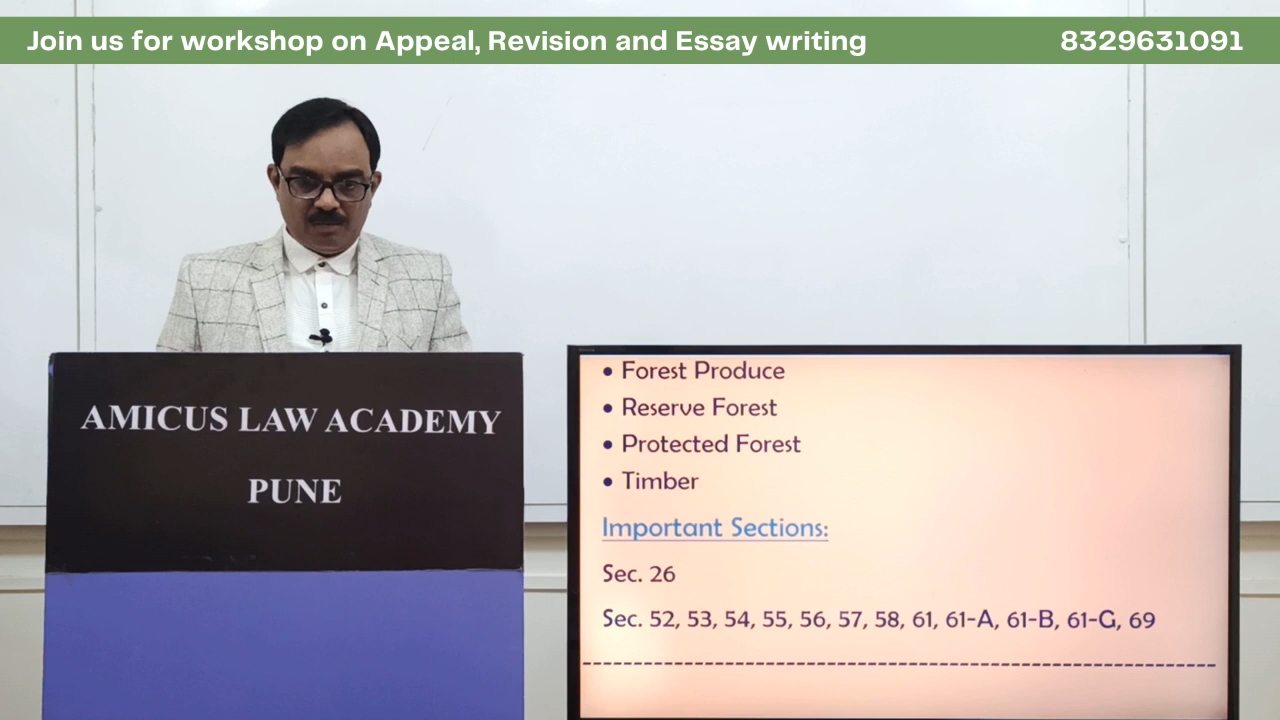 Join us for workshop on Appeal, Revision and Essay writing 8329631091
AMICUS LAW ACADEMY
PUNE
• Forest Produce
• Reserve Forest
• Protected Forest
• Timber
Important Sections:
Sec. 26
Sec. 52, 53, 54, 55, 56, 57, 58, 61, 61-A, 61-B, 61-G, 69